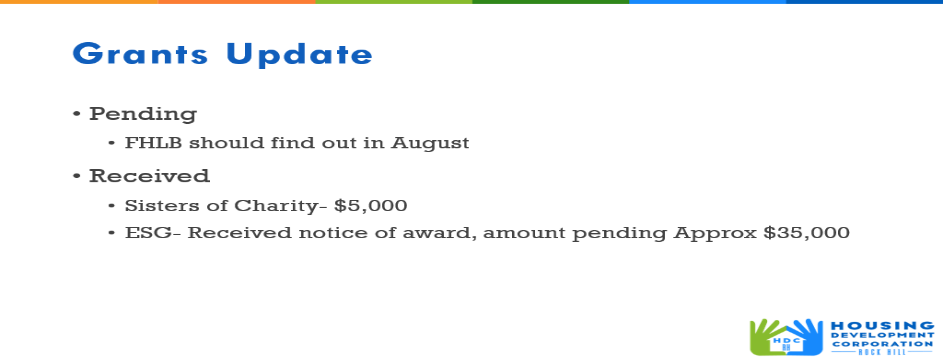 Grants Update
• Pending
• FHLB should find out in August
• Received
• Sisters of Charity- $5,000
• ESG- Received notice of award, amount pending Approx $35,000
HDC
HOUSING
DEVELOPMENT
CORPORATION
ROCK HILL